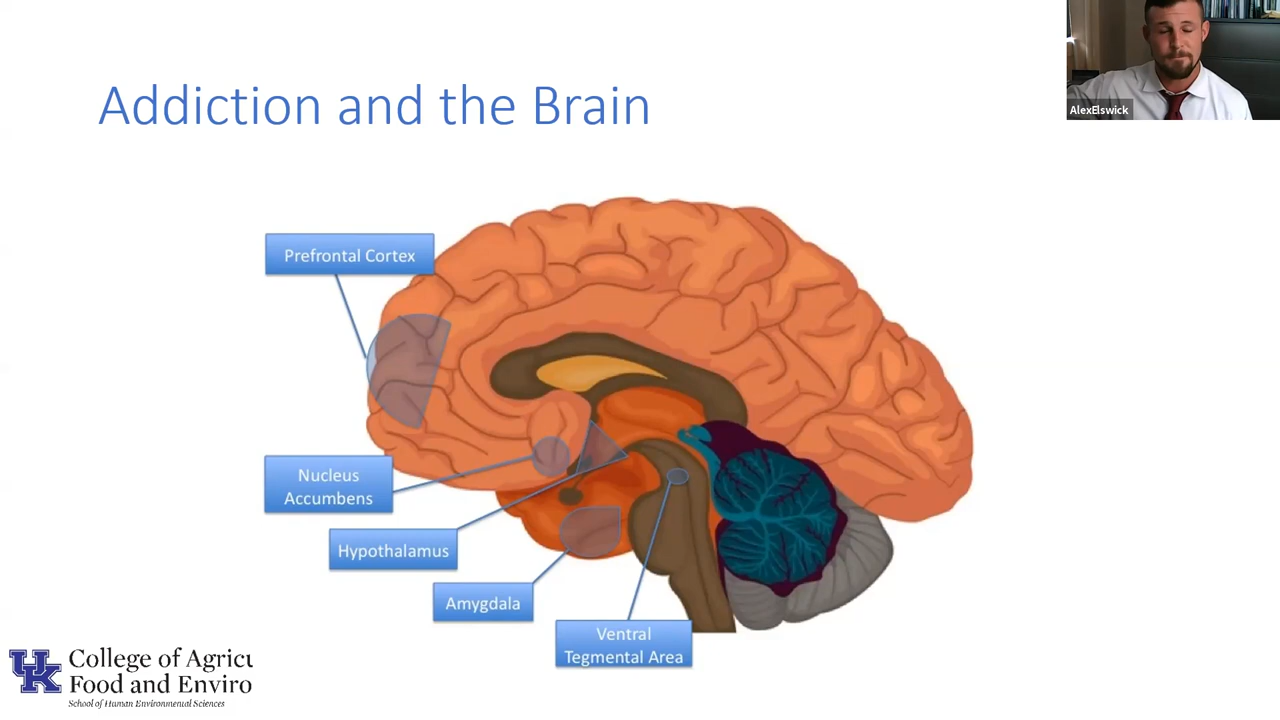 Addiction and the Brain
AlexElswick
Prefrontal Cortex
Nucleus
Accumbens
Hypothalamus
Amygdala
Ventral
Tegmental Area
UK
College of Agricu
Food and Enviro
School of Human Environmental Sciences